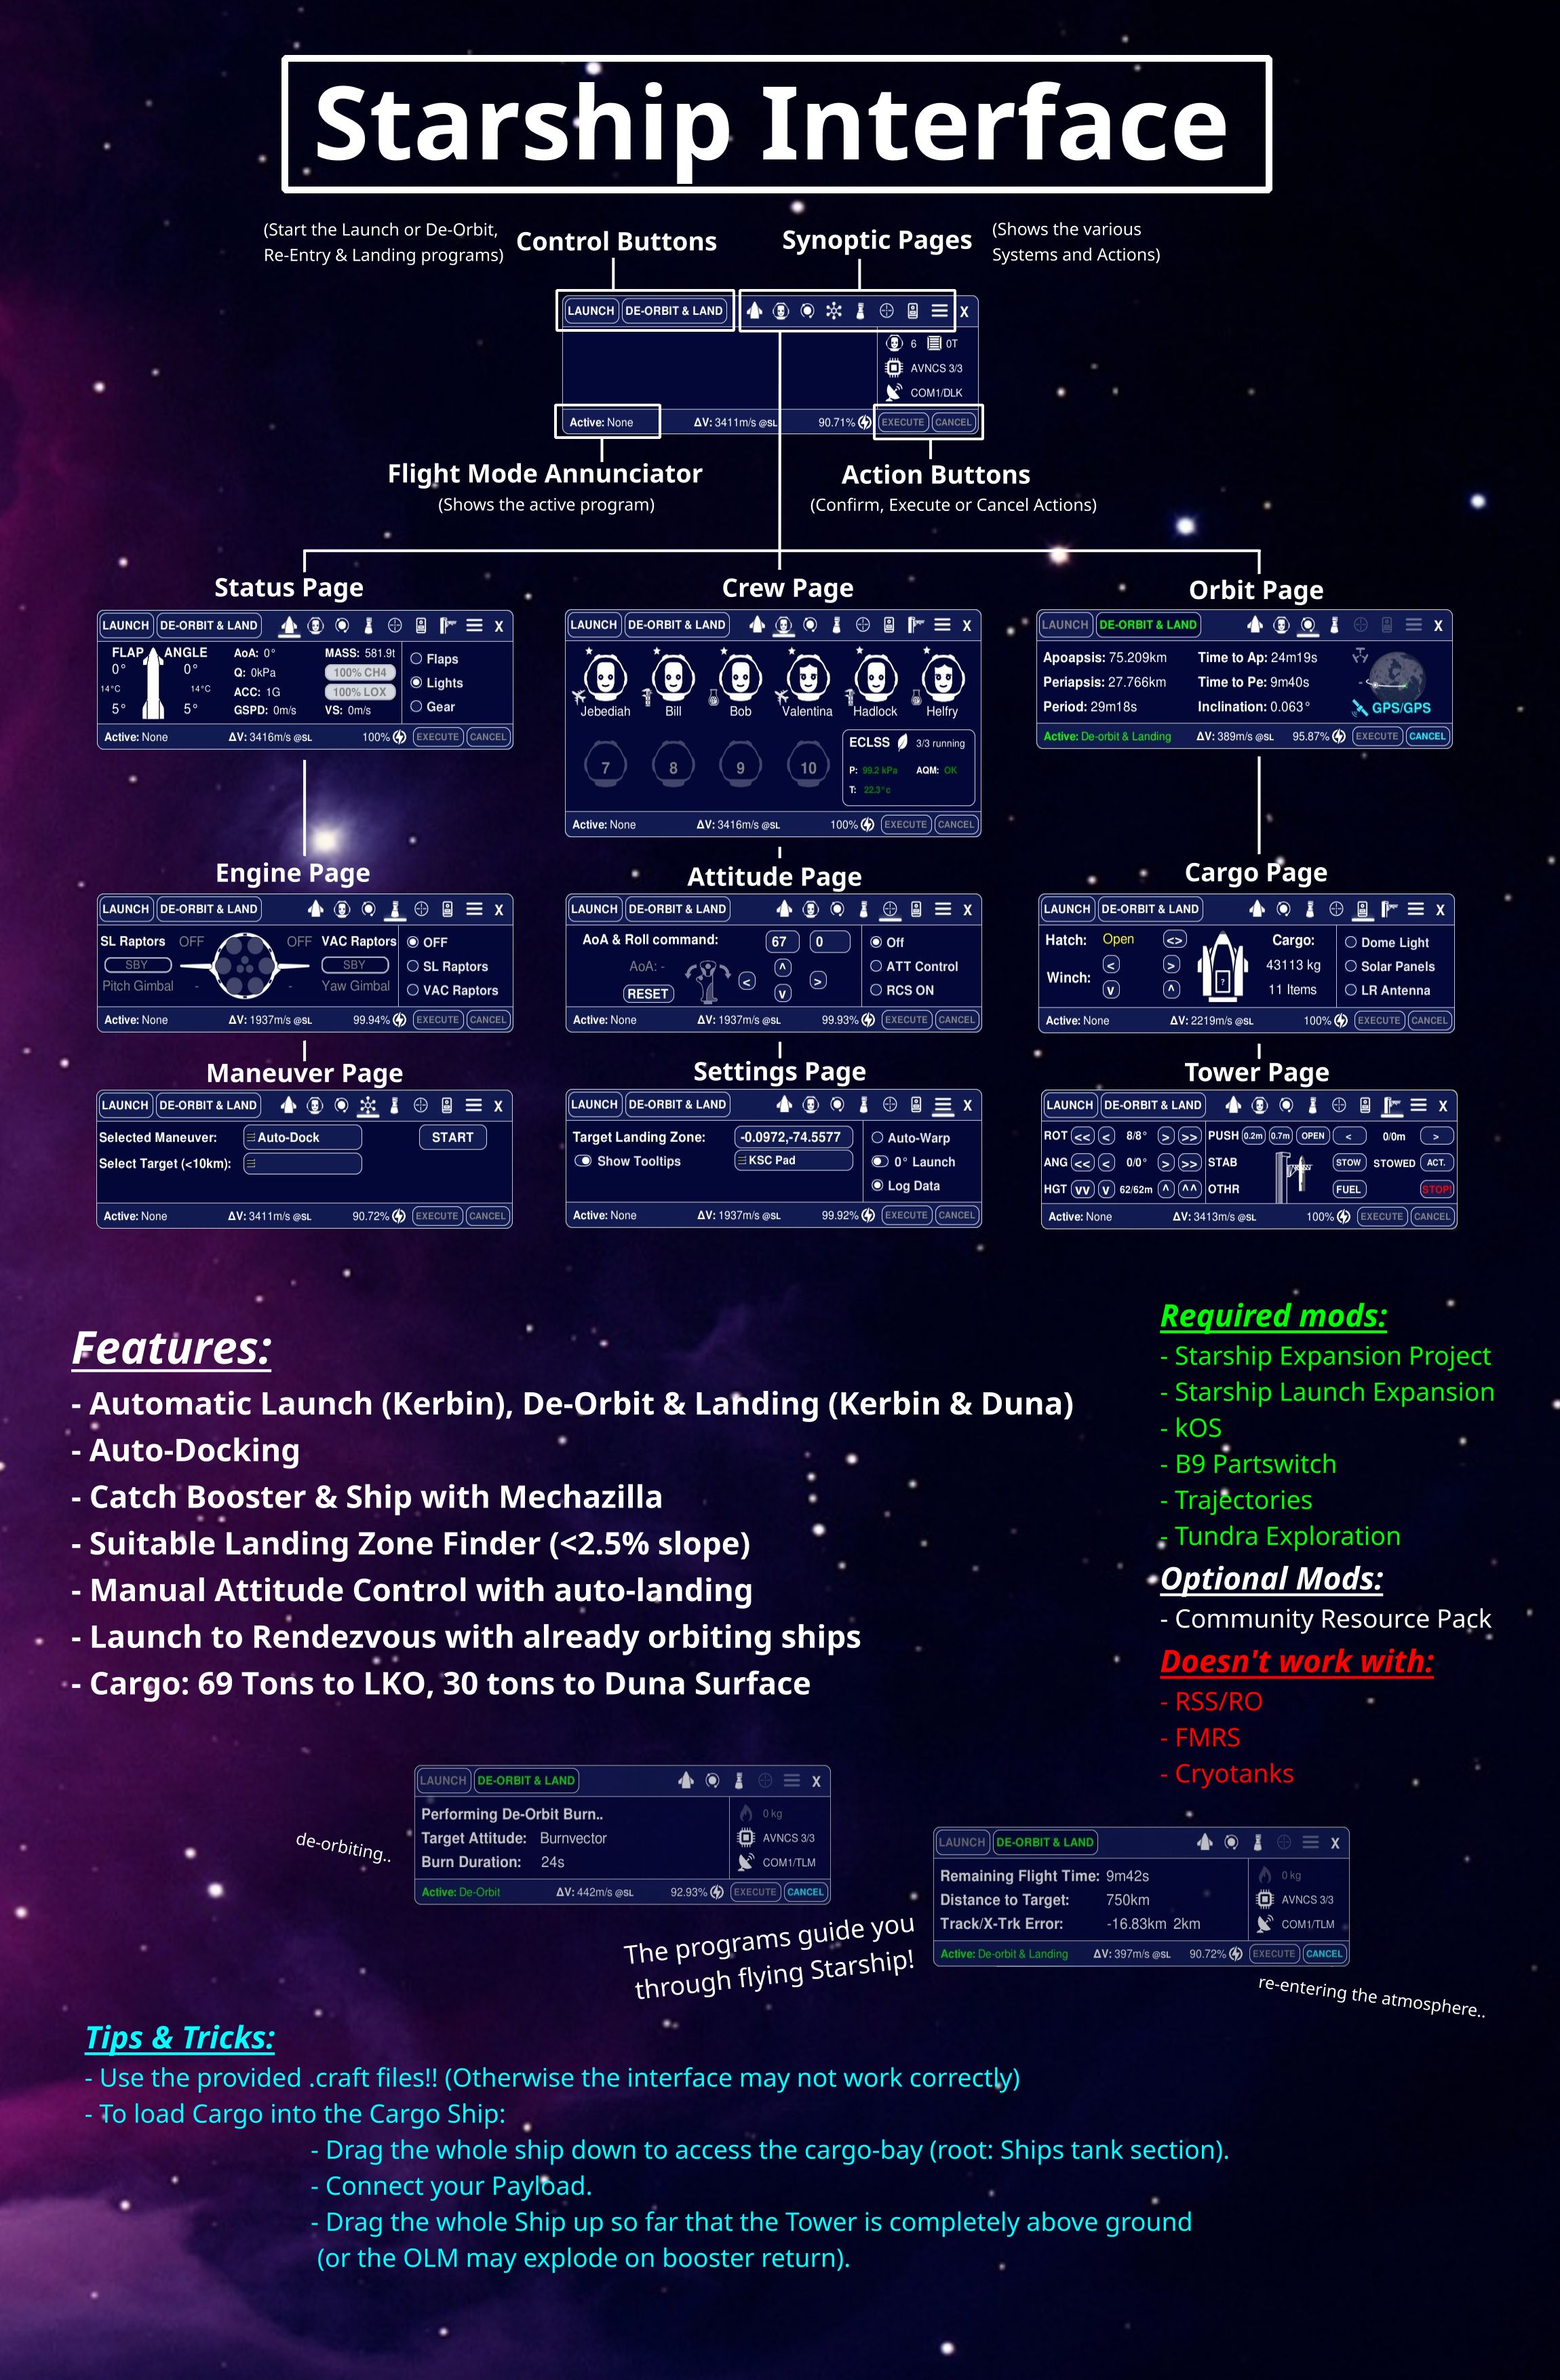 Starship Interface
(Start the Launch or De-Orbit,
Re-Entry & Landing programs)
Control Buttons
Synoptic Pages
(Shows the various
Systems and Actions)
LAUNCH DE-ORBIT & LAND X
6 0T
AVNCS 3/3
COM1/DLK
Active: None ΔV: 3411m/s @SL 90.71% EXECUTE CANCEL
Flight Mode Annunciator
(Shows the active program)
Action Buttons
(Confirm, Execute or Cancel Actions)
Status Page
LAUNCH DE-ORBIT & LAND X
FLAP ANGLE AoA: 0° MASS: 581.9t Flaps
0° 0° Q: 0kPa 100% CH4
14°C 14°C ACC: 1G 100% LOX Lights
5° 5° GSPD: 0m/s VS: 0m/s Gear
Active: None ΔV: 3416m/s @SL 100% EXECUTE CANCEL
Crew Page
LAUNCH DE-ORBIT & LAND X
Jebediah Bill Bob Valentina Hadlock Helfry
7 8 9 10
ECLSS 3/3 running
P: 99.2 kPa AQM: OK
T: 22.3°c
Active: None ΔV: 3416m/s @SL 100% EXECUTE CANCEL
Orbit Page
LAUNCH DE-ORBIT & LAND X
Apoapsis: 75.209km Time to Ap: 24m19s
Periapsis: 27.766km Time to Pe: 9m40s
Period: 29m18s Inclination: 0.063° GPS/GPS
Active: De-orbit & Landing ΔV: 389m/s @SL 95.87% EXECUTE CANCEL
Engine Page
LAUNCH DE-ORBIT & LAND X
SL Raptors OFF OFF VAC Raptors OFF
SBY SBY SL Raptors
Pitch Gimbal - - Yaw Gimbal VAC Raptors
Active: None ΔV: 1937m/s @SL 99.94% EXECUTE CANCEL
Attitude Page
LAUNCH DE-ORBIT & LAND X
AoA & Roll command: 67 0 Off
AoA: - < ^ > ATT Control
RESET v RCS ON
Active: None ΔV: 1937m/s @SL 99.93% EXECUTE CANCEL
Cargo Page
LAUNCH DE-ORBIT & LAND X
Hatch: Open <> Cargo: Dome Light
Winch: < > 43113 kg Solar Panels
v ^ ? 11 Items LR Antenna
Active: None ΔV: 2219m/s @SL 100% EXECUTE CANCEL
Maneuver Page
LAUNCH DE-ORBIT & LAND X
Selected Maneuver: Auto-Dock START
Select Target (<10km):
Active: None ΔV: 3411m/s @SL 90.72% EXECUTE CANCEL
Settings Page
LAUNCH DE-ORBIT & LAND X
Target Landing Zone: -0.0972,-74.5577 Auto-Warp
Show Tooltips KSC Pad 0° Launch
Log Data
Active: None ΔV: 1937m/s @SL 99.92% EXECUTE CANCEL
Tower Page
LAUNCH DE-ORBIT & LAND X
ROT << < 8/8° > >> PUSH 0.2m 0.7m OPEN < 0/0m >
ANG << < 0/0° > >> STAB STOW STOWED ACT.
HGT vv v 62/62m ^ ^^ OTHR FUEL STOP!
Active: None ΔV: 3413m/s @SL 100% EXECUTE CANCEL
Features:
- Automatic Launch (Kerbin), De-Orbit & Landing (Kerbin & Duna)
- Auto-Docking
- Catch Booster & Ship with Mechazilla
- Suitable Landing Zone Finder (<2.5% slope)
- Manual Attitude Control with auto-landing
- Launch to Rendezvous with already orbiting ships
- Cargo: 69 Tons to LKO, 30 tons to Duna Surface
Required mods:
- Starship Expansion Project
- Starship Launch Expansion
- kOS
- B9 Partswitch
- Trajectories
- Tundra Exploration
Optional Mods:
- Community Resource Pack
Doesn't work with:
- RSS/RO
- FMRS
- Cryotanks
de-orbiting..
LAUNCH DE-ORBIT & LAND X
Performing De-Orbit Burn.. 0 kg
Target Attitude: Burnvector AVNCS 3/3
Burn Duration: 24s COM1/TLM
Active: De-Orbit ΔV: 442m/s @SL 92.93% EXECUTE CANCEL
LAUNCH DE-ORBIT & LAND X
Remaining Flight Time: 9m42s 0 kg
Distance to Target: 750km AVNCS 3/3
Track/X-Trk Error: -16.83km 2km COM1/TLM
Active: De-orbit & Landing ΔV: 397m/s @SL 90.72% EXECUTE CANCEL
The programs guide you
through flying Starship!
re-entering the atmosphere..
Tips & Tricks:
- Use the provided .craft files!! (Otherwise the interface may not work correctly)
- To load Cargo into the Cargo Ship:
- Drag the whole ship down to access the cargo-bay (root: Ships tank section).
- Connect your Payload.
- Drag the whole Ship up so far that the Tower is completely above ground
(or the OLM may explode on booster return).